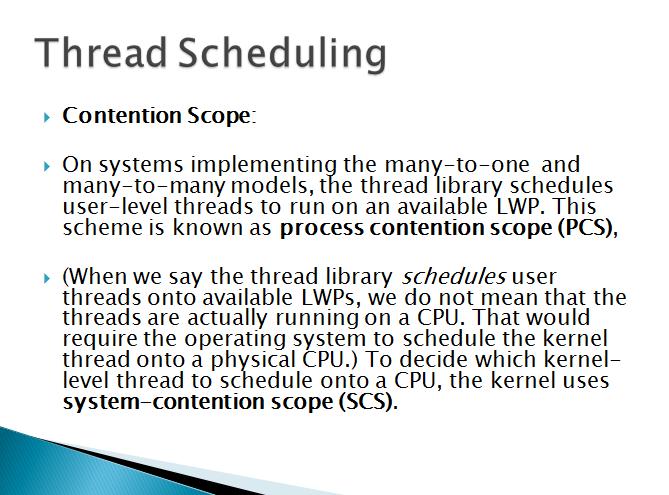 Thread Scheduling
Contention Scope:
On systems implementing the many-to-one and
many-to-many models, the thread library schedules
user-level threads to run on an available LWP. This
scheme is known as process contention scope (PCS),
(When we say the thread library schedules user
threads onto available LWPs, we do not mean that the
threads are actually running on a CPU. That would
require the operating system to schedule the kernel
thread onto a physical CPU.) To decide which kernel-
level thread to schedule onto a CPU, the kernel uses
system-contention scope (SCS).